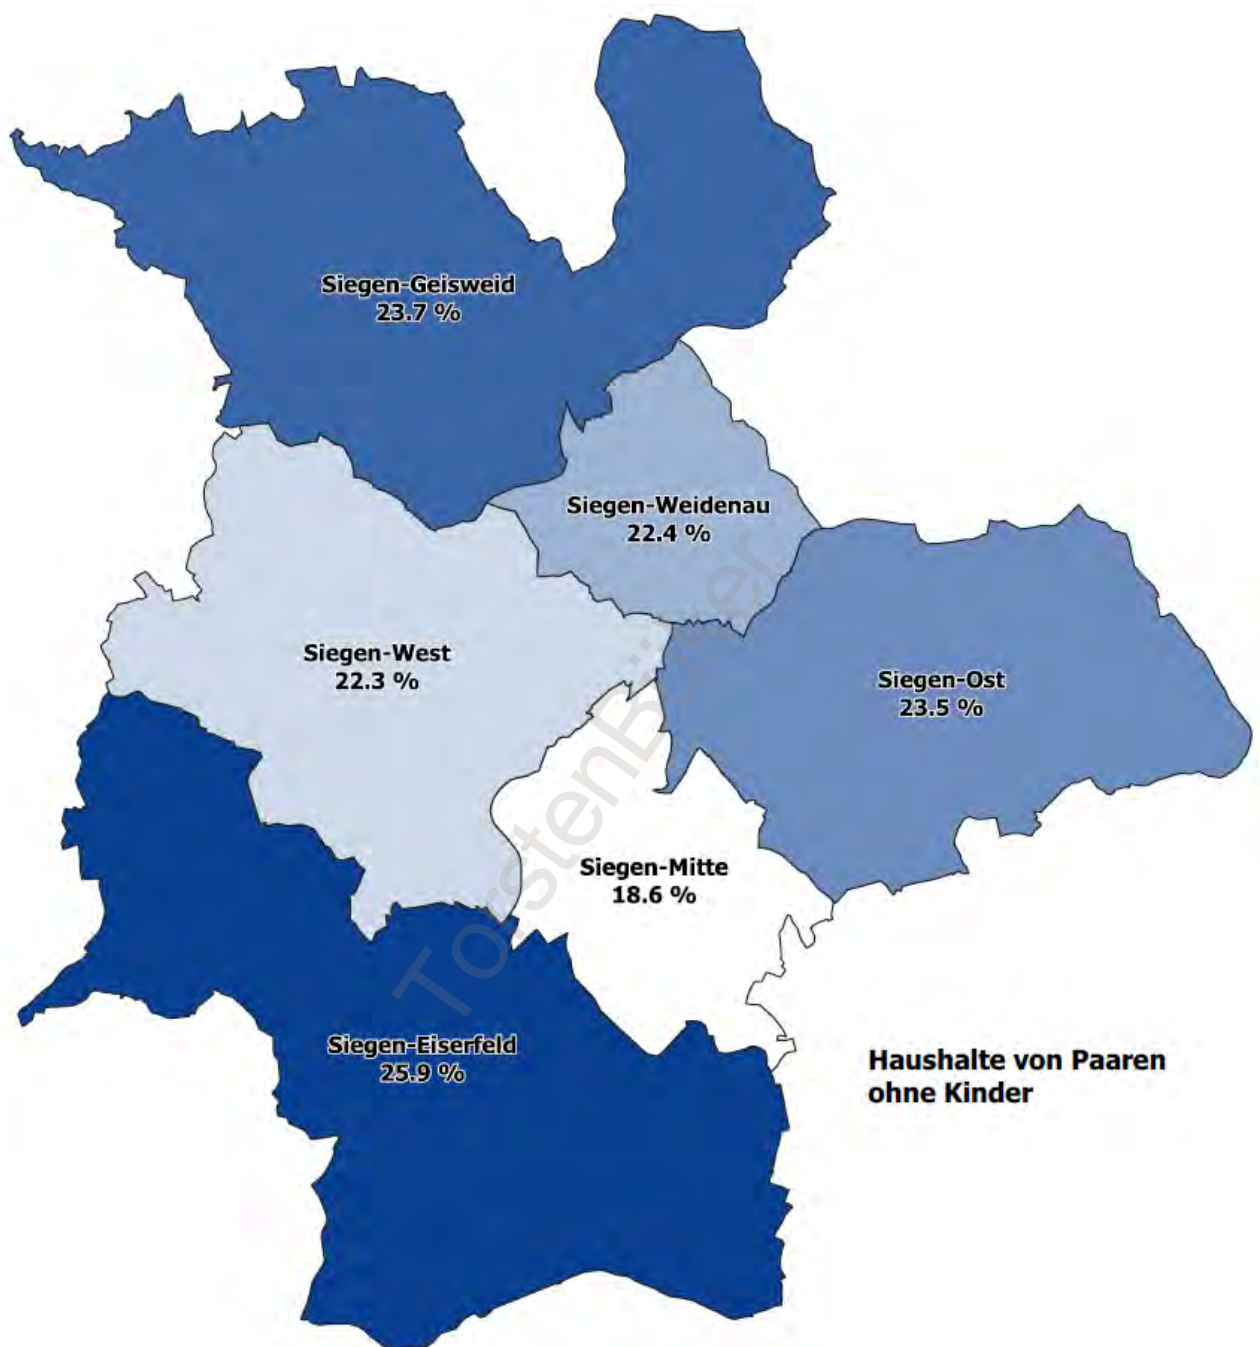 Siegen-Geisweid
23.7 %
Siegen-Weidenau
22.4 %
Siegen-West
22.3 %
Siegen-Ost
23.5 %
Siegen-Mitte
18.6 %
Siegen-Eiserfeld
25.9 %
Haushalte von Paaren
ohne Kinder